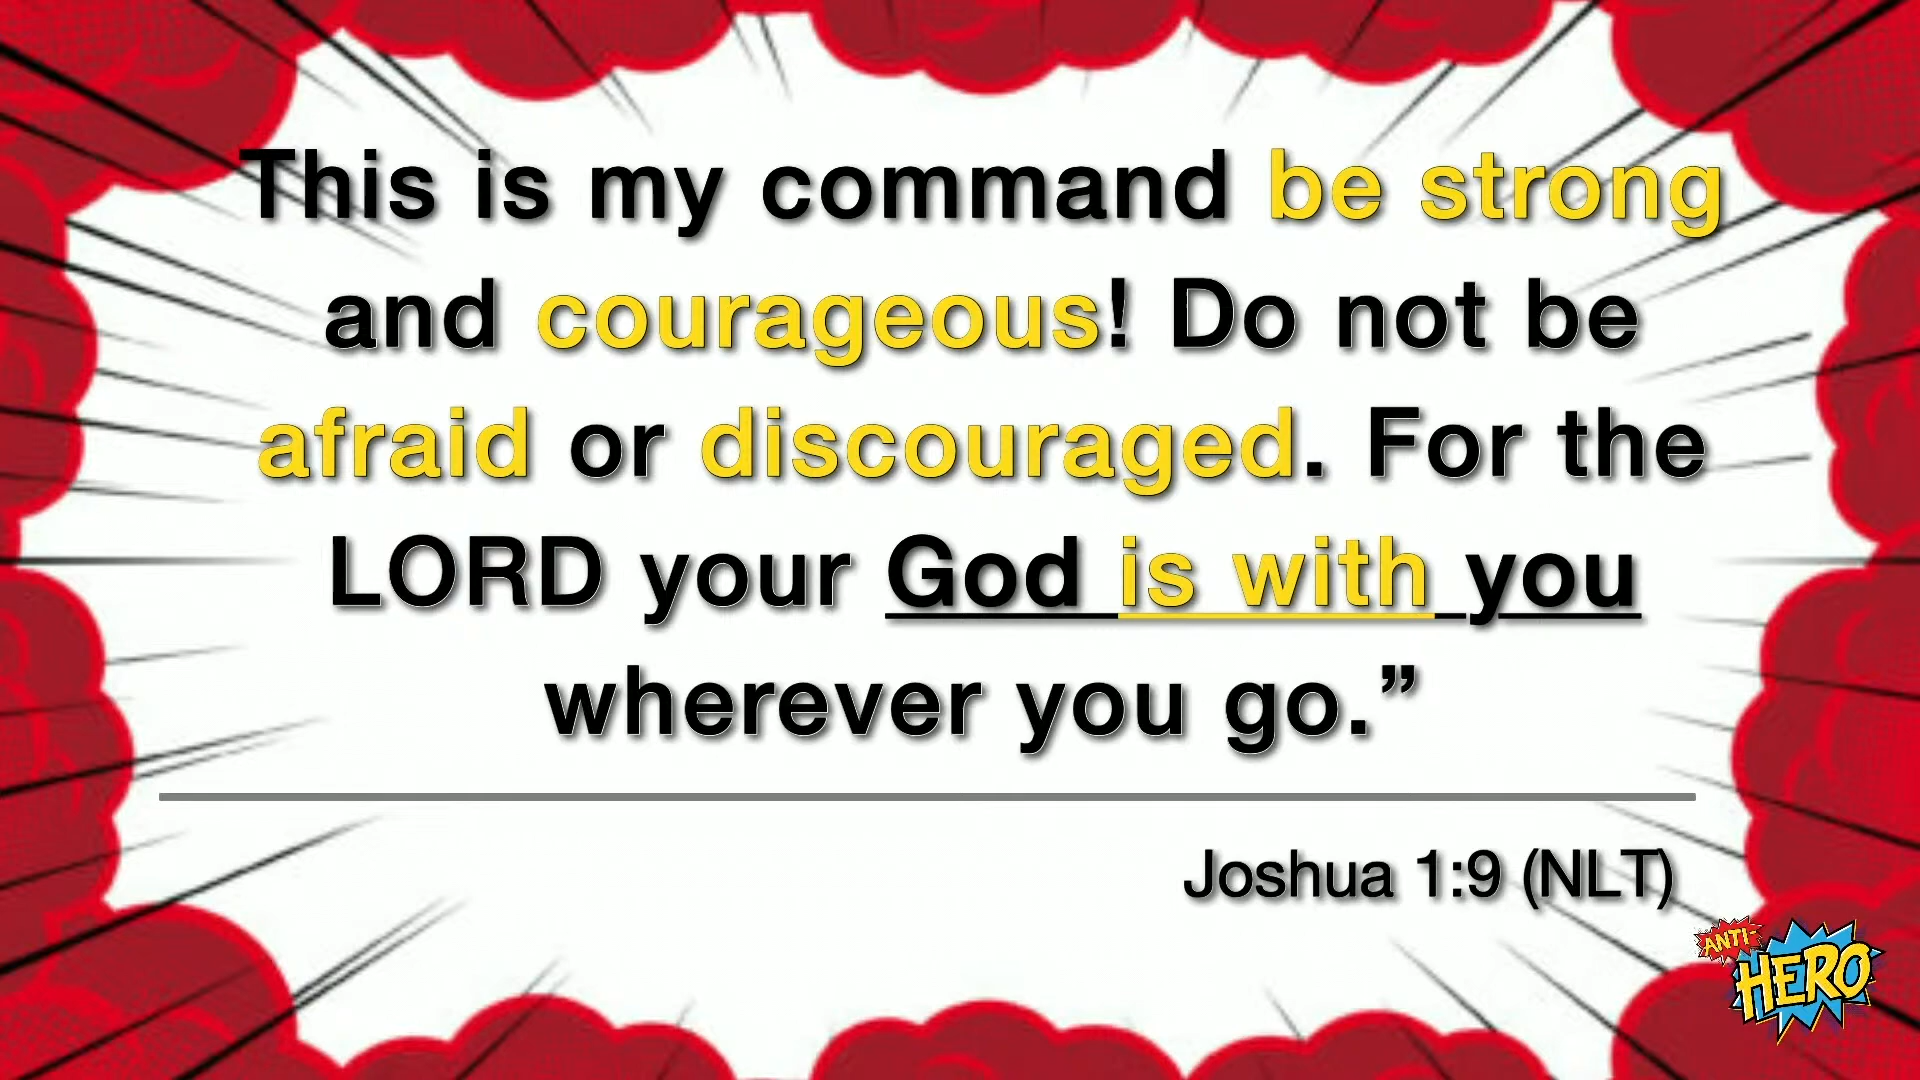 This is my command be strong
and courageous! Do not be
afraid or discouraged. For the
LORD your God is with you
wherever you go.”
Joshua 1:9 (NLT)
ANTI-
HERO